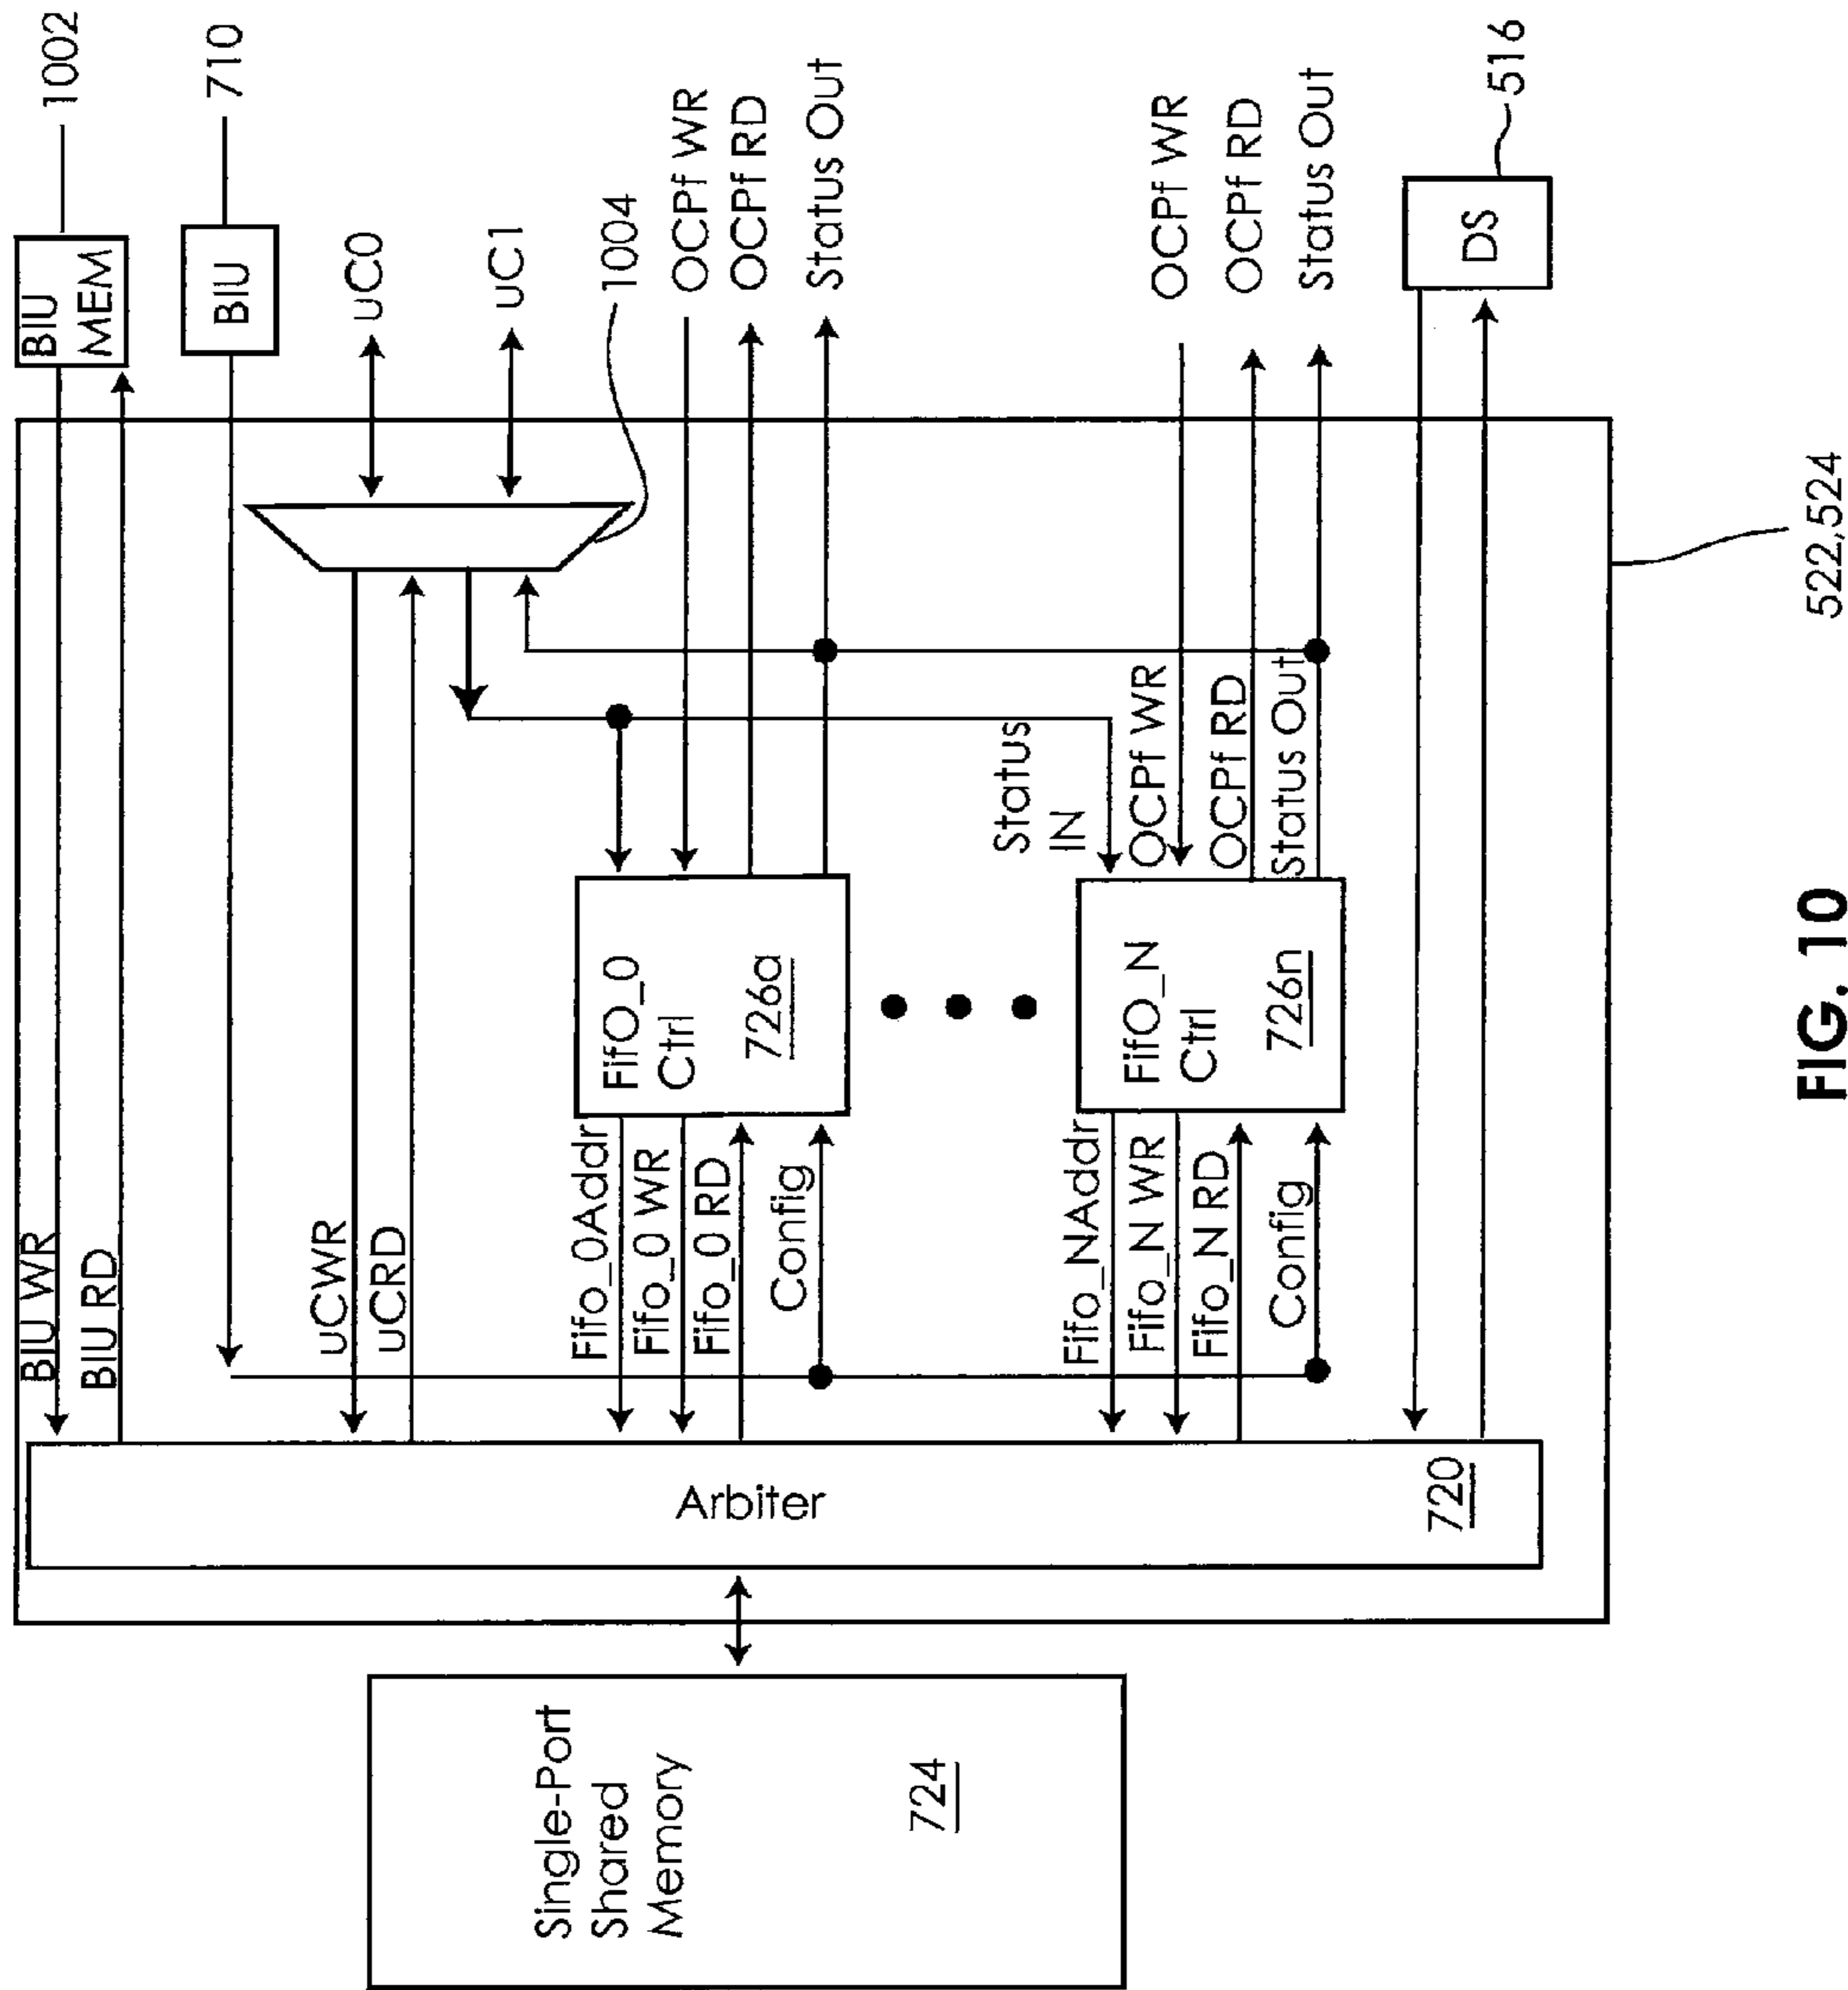 BIU
MEM
1002
BIU
710
BIU WR
BIU RD
uC0
uC1
1004
uCWR
uCRD
OCPf WR
OCPf RD
Status Out
Fifo_0Addr
Fifo_0 WR
Fifo_0 RD
Config
FifO_0
Ctrl
726a
Single-Port
Shared
Memory
724
Arbiter
720
Status
IN
OCPf WR
OCPf RD
Status Out
OCPf WR
OCPf RD
Status Out
Fifo_NAddr
Fifo_N WR
Fifo_N RD
Config
FifO_N
Ctrl
726n
DS
516
522,524
FIG. 10